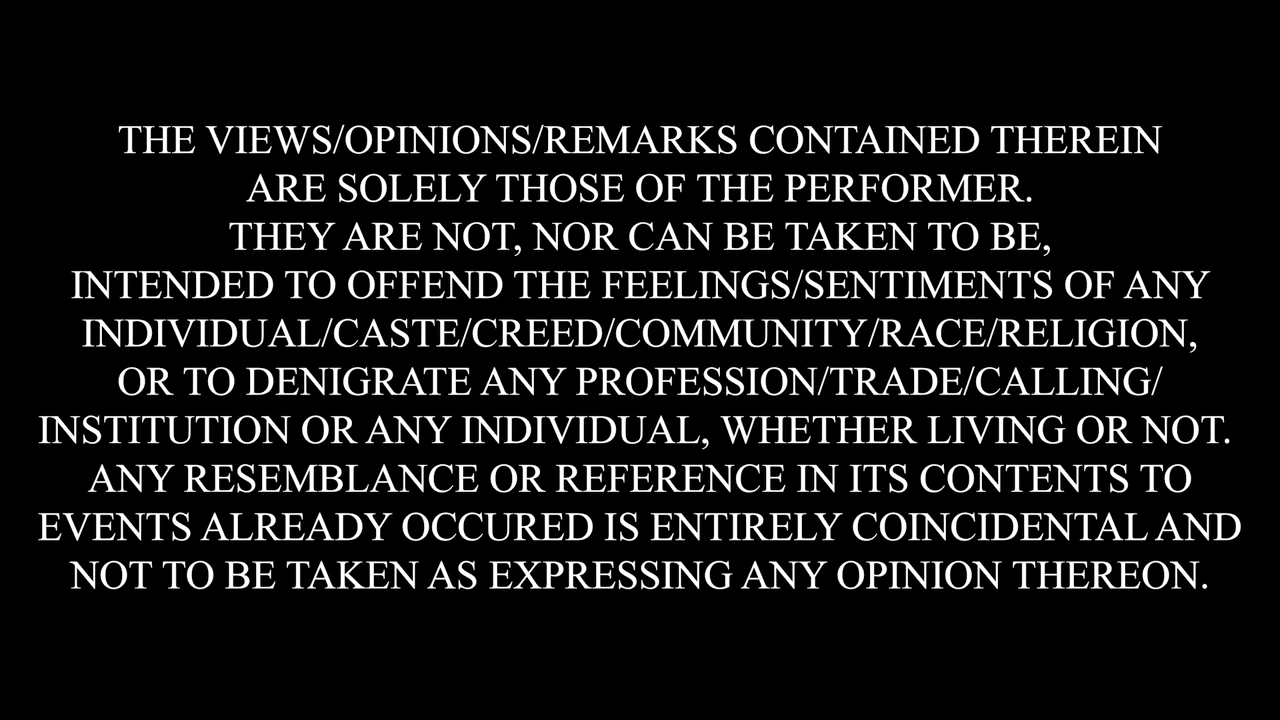 THE VIEWS/OPINIONS/REMARKS CONTAINED THEREIN
ARE SOLELY THOSE OF THE PERFORMER.
THEY ARE NOT, NOR CAN BE TAKEN TO BE,
INTENDED TO OFFEND THE FEELINGS/SENTIMENTS OF ANY
INDIVIDUAL/CASTE/CREED/COMMUNITY/RACE/RELIGION,
OR TO DENIGRATE ANY PROFESSION/TRADE/CALLING/
INSTITUTION OR ANY INDIVIDUAL, WHETHER LIVING OR NOT.
ANY RESEMBLANCE OR REFERENCE IN ITS CONTENTS TO
EVENTS ALREADY OCCURED IS ENTIRELY COINCIDENTAL AND
NOT TO BE TAKEN AS EXPRESSING ANY OPINION THEREON.